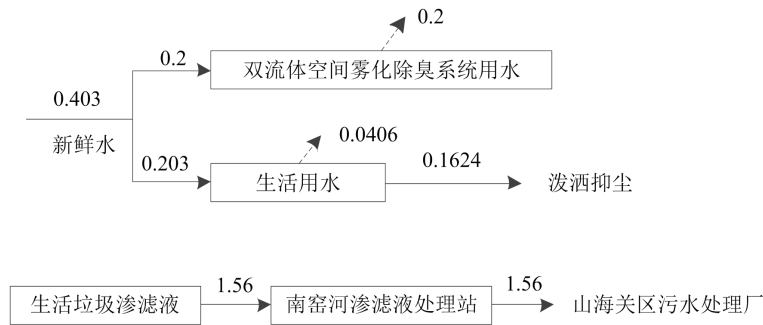 0.2
0.2
双流体空间雾化除臭系统用水
0.403
新鲜水
0.0406
0.203
生活用水
0.1624
泼洒抑尘
生活垃圾渗滤液
1.56
南窑河渗滤液处理站
1.56
山海关区污水处理厂